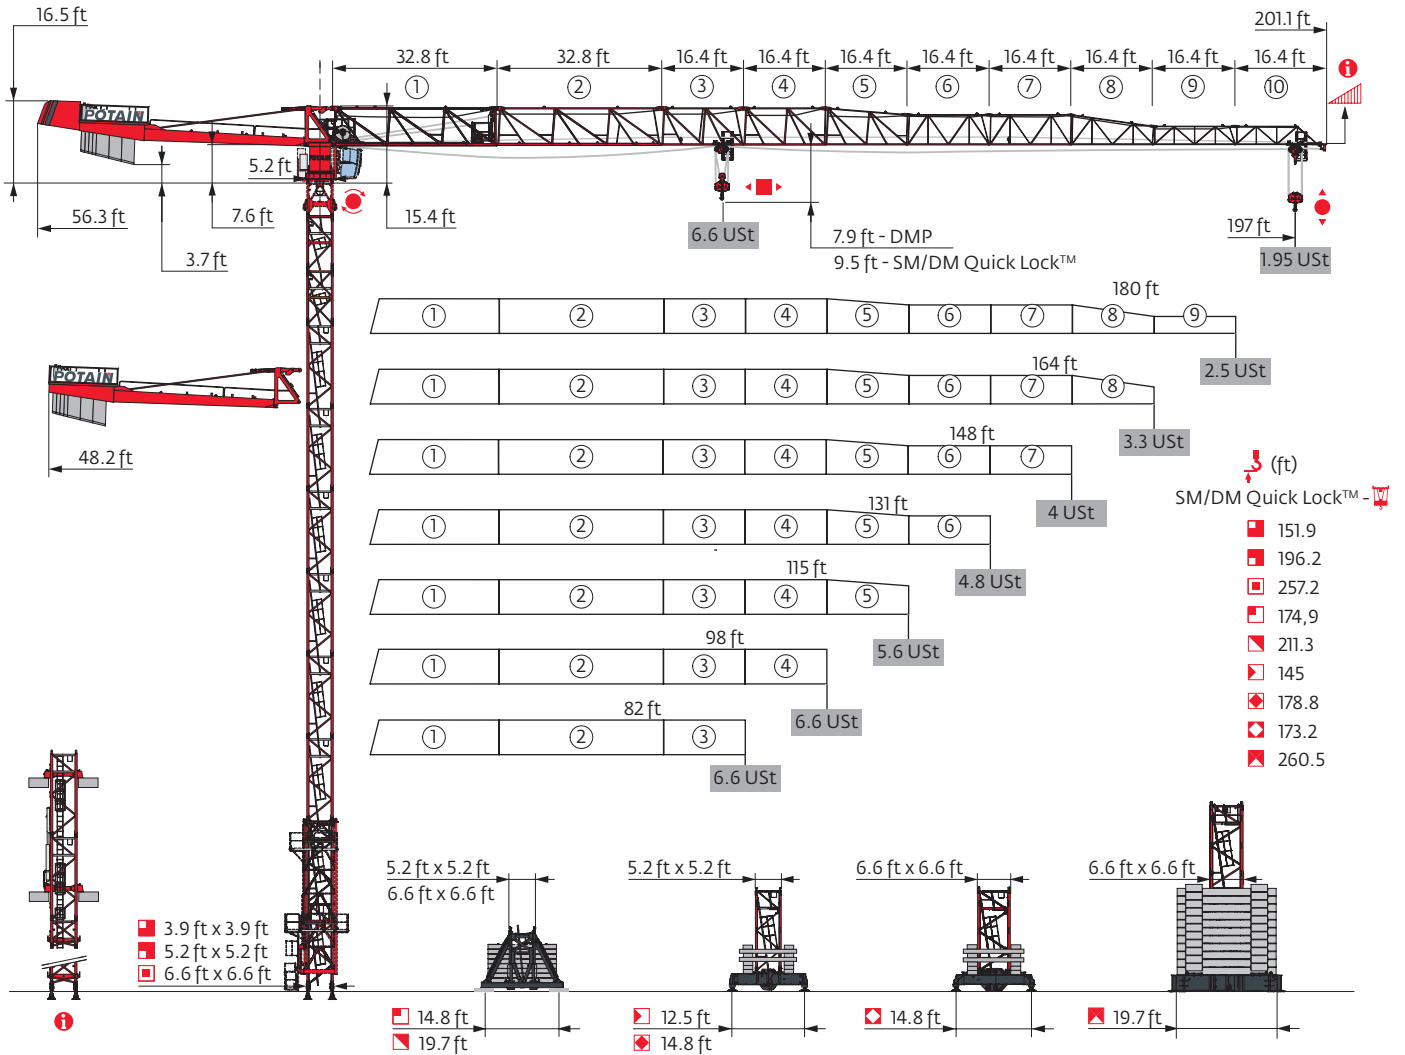 16.5 ft
201.1 ft
32.8 ft 32.8 ft 16.4 ft 16.4 ft 16.4 ft 16.4 ft 16.4 ft 16.4 ft 16.4 ft 16.4 ft
1 2 3 4 5 6 7 8 9 10
i
POTAIN
5.2 ft
56.3 ft
7.6 ft
15.4 ft
3.7 ft
6.6 USt
7.9 ft - DMP
9.5 ft - SM/DM Quick Lock™
197 ft
1.95 USt
180 ft
1 2 3 4 5 6 7 8 9
2.5 USt
164 ft
1 2 3 4 5 6 7 8
3.3 USt
POTAIN
48.2 ft
148 ft
1 2 3 4 5 6 7
4 USt
131 ft
1 2 3 4 5 6
4.8 USt
115 ft
1 2 3 4 5
5.6 USt
98 ft
1 2 3 4
6.6 USt
82 ft
1 2 3
6.6 USt
(ft)
SM/DM Quick Lock™ -
151.9
196.2
257.2
174,9
211.3
145
178.8
173.2
260.5
3.9 ft x 3.9 ft
5.2 ft x 5.2 ft
6.6 ft x 6.6 ft
i
5.2 ft x 5.2 ft
6.6 ft x 6.6 ft
14.8 ft
19.7 ft
5.2 ft x 5.2 ft
12.5 ft
14.8 ft
6.6 ft x 6.6 ft
14.8 ft
6.6 ft x 6.6 ft
19.7 ft